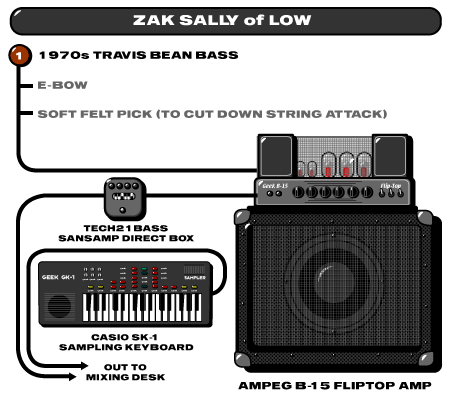 ZAK SALLY of LOW
1 1970s TRAVIS BEAN BASS
E-BOW
SOFT FELT PICK (TO CUT DOWN STRING ATTACK)
Geek B-15 Flip-Top
TECH21 BASS
SANSAMP DIRECT BOX
GEEK GK-1 SAMPLER
CASIO SK-1
SAMPLING KEYBOARD
OUT TO
MIXING DESK
AMPEG B-15 FLIPTOP AMP